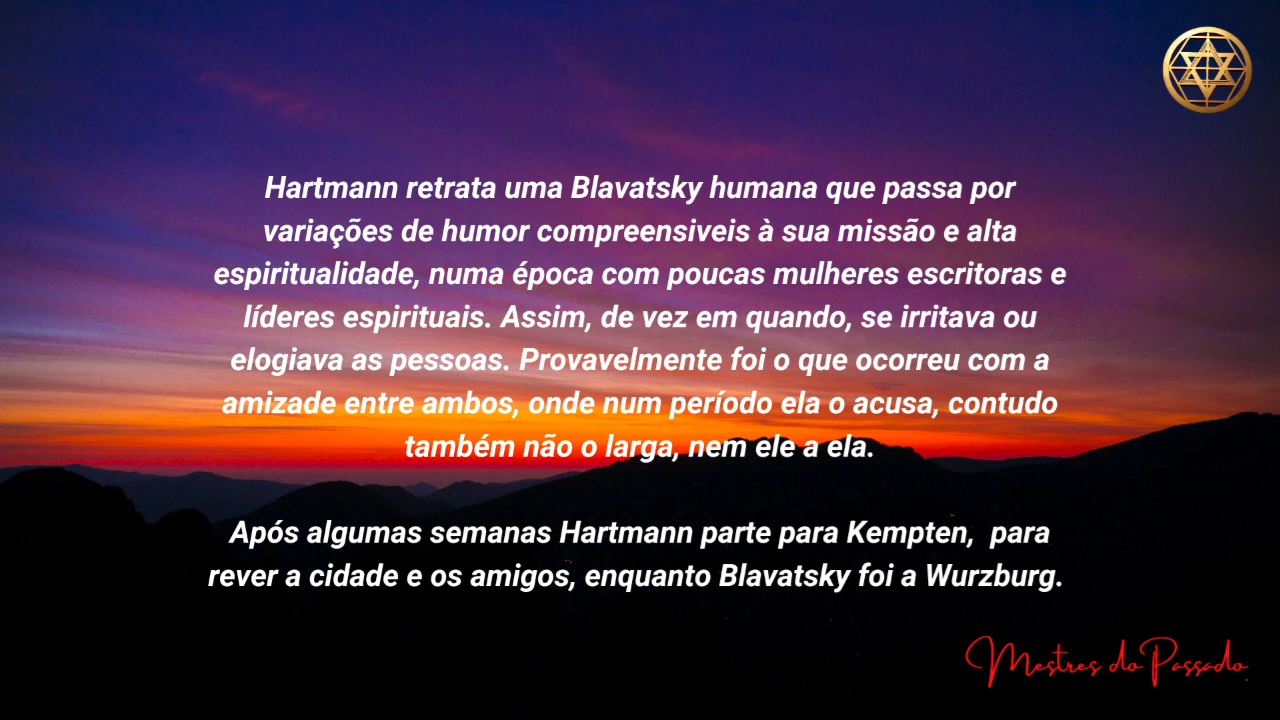 Hartmann retrata uma Blavatsky humana que passa por
variações de humor compreensiveis à sua missão e alta
espiritualidade, numa época com poucas mulheres escritoras e
líderes espirituais. Assim, de vez em quando, se irritava ou
elogiava as pessoas. Provavelmente foi o que ocorreu com a
amizade entre ambos, onde num período ela o acusa, contudo
também não o larga, nem ele a ela.
Após algumas semanas Hartmann parte para Kempten,  para
rever a cidade e os amigos, enquanto Blavatsky foi a Wurzburg.
Mestres do Passado